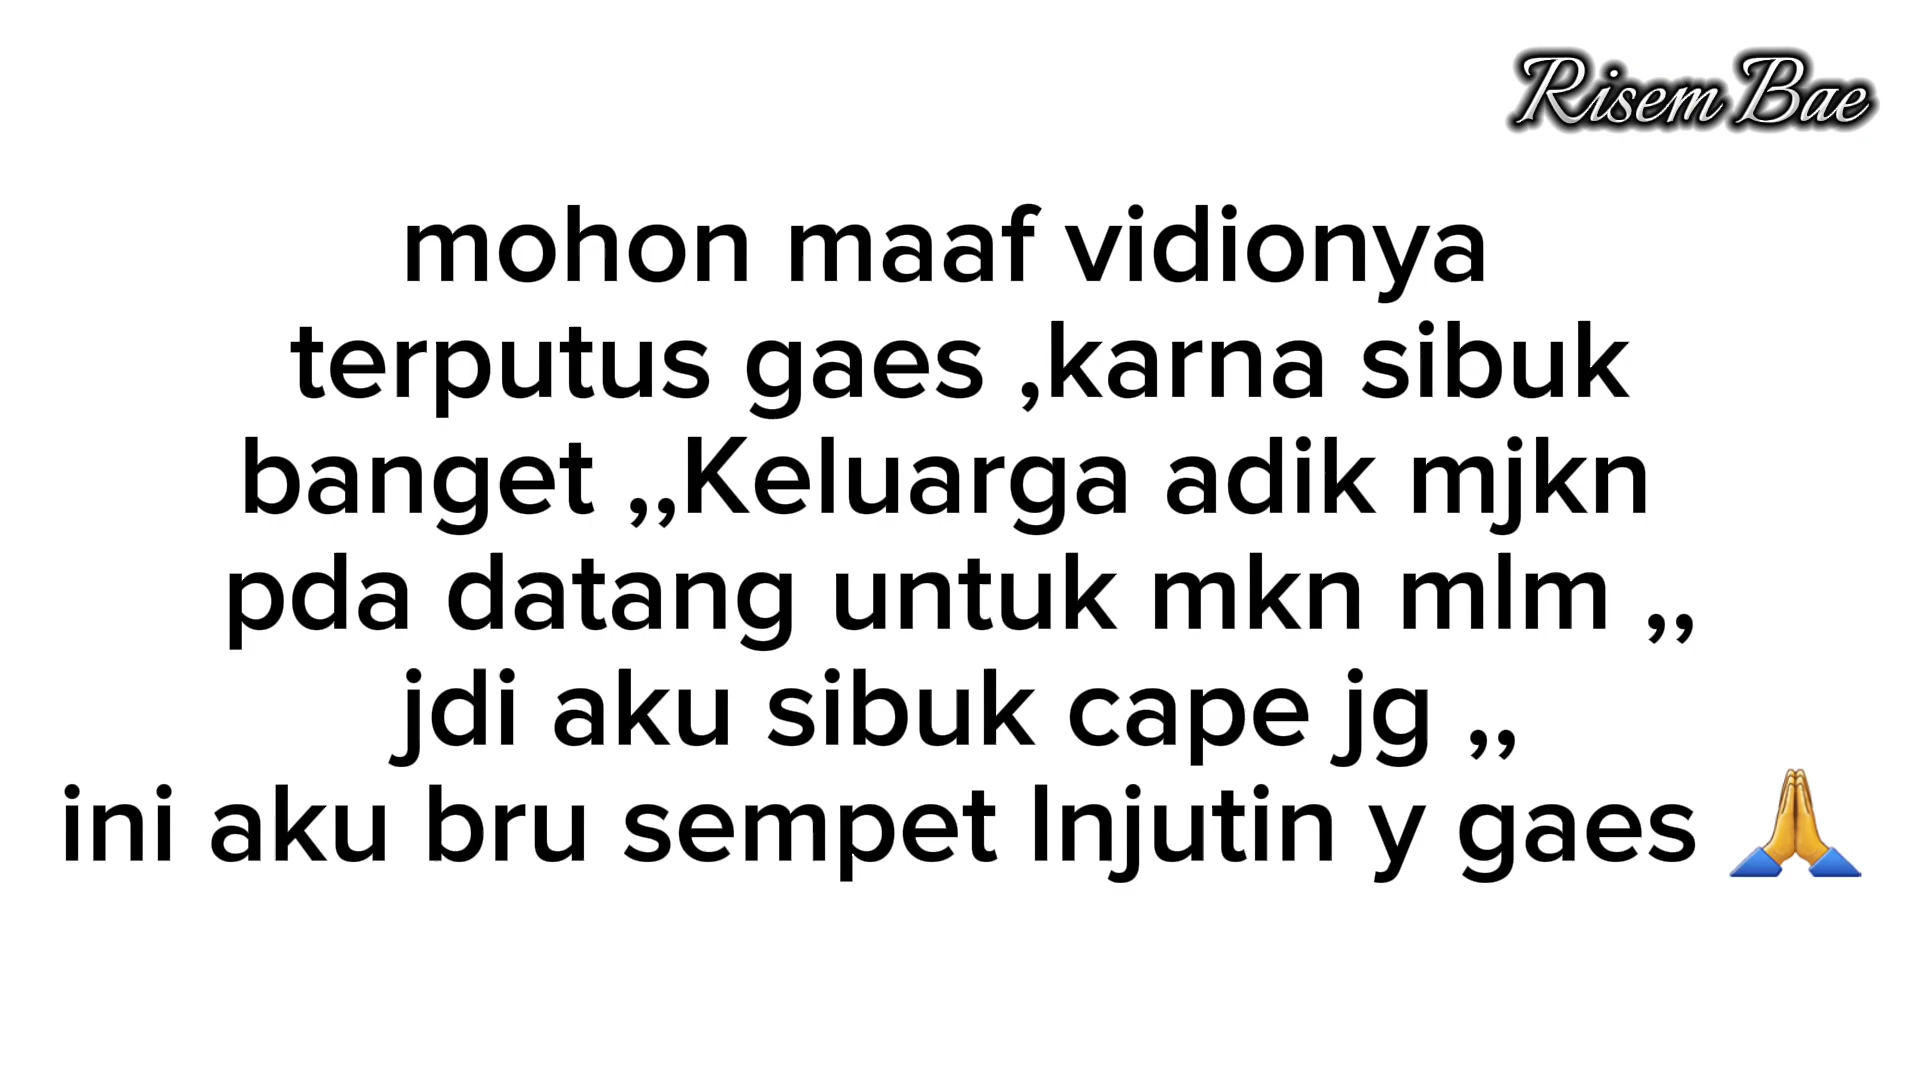 Risem Bae
mohon maaf vidionya
terputus gaes ,karna sibuk
banget ,,Keluarga adik mjkn
pda datang untuk mkn mlm ,,
jdi aku sibuk cape jg ,,
ini aku bru sempet lnjutin y gaes 🙏